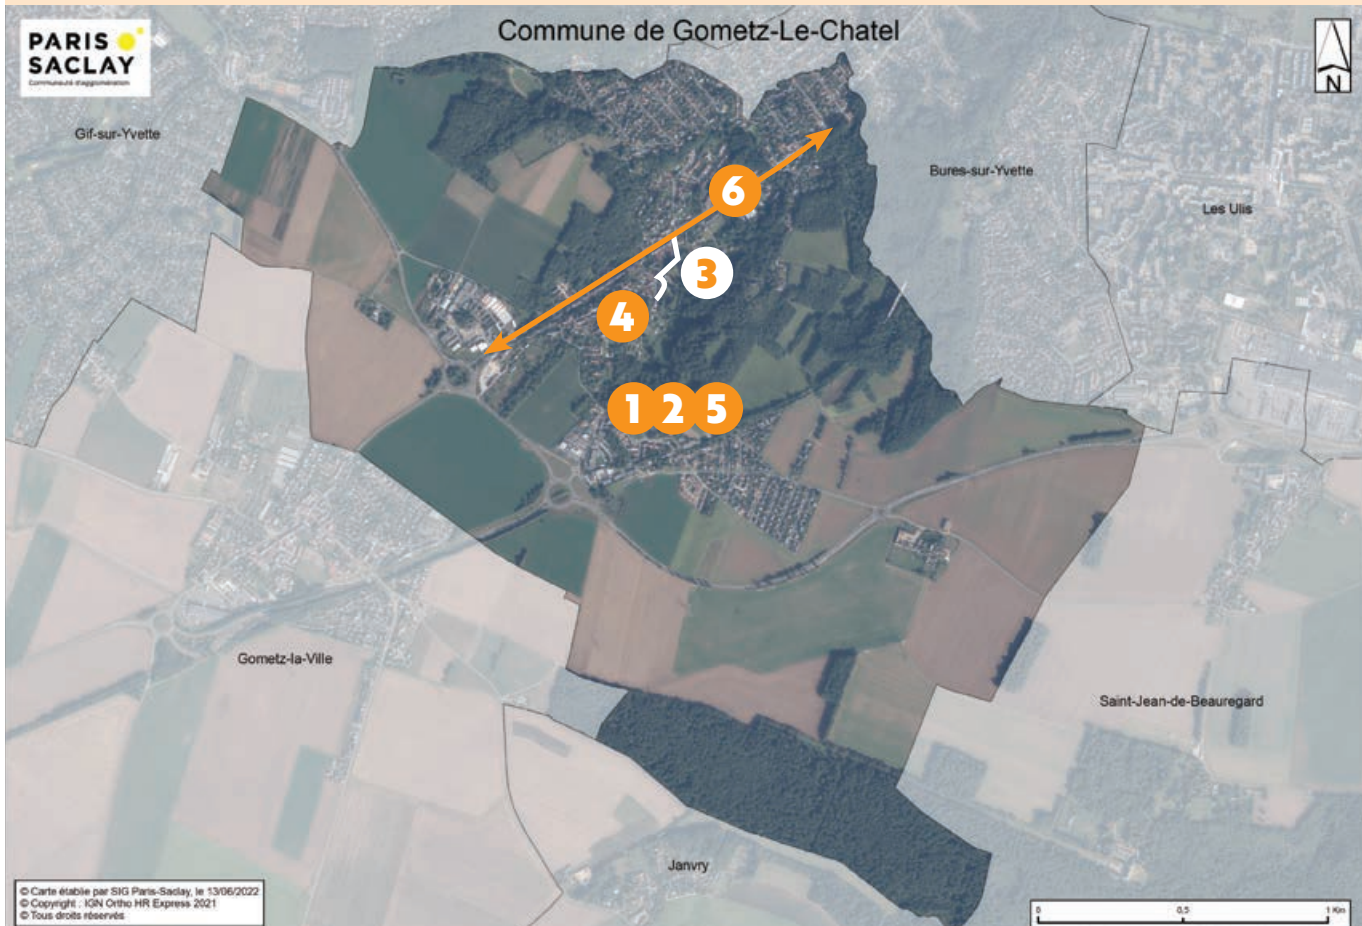 Commune de Gometz-Le-Chatel
PARIS
SACLAY
Communauté d'agglomération
N
Gif-sur-Yvette
Bures-sur-Yvette
Les Ulis
6
3
4
1 2 5
Gometz-la-Ville
Saint-Jean-de-Beauregard
Janvry
© Carte établie par SIG Paris-Saclay, le 13/06/2022
© Copyright : IGN Ortho HR Express 2021
© Tous droits réservés
0 0,5 1 Km